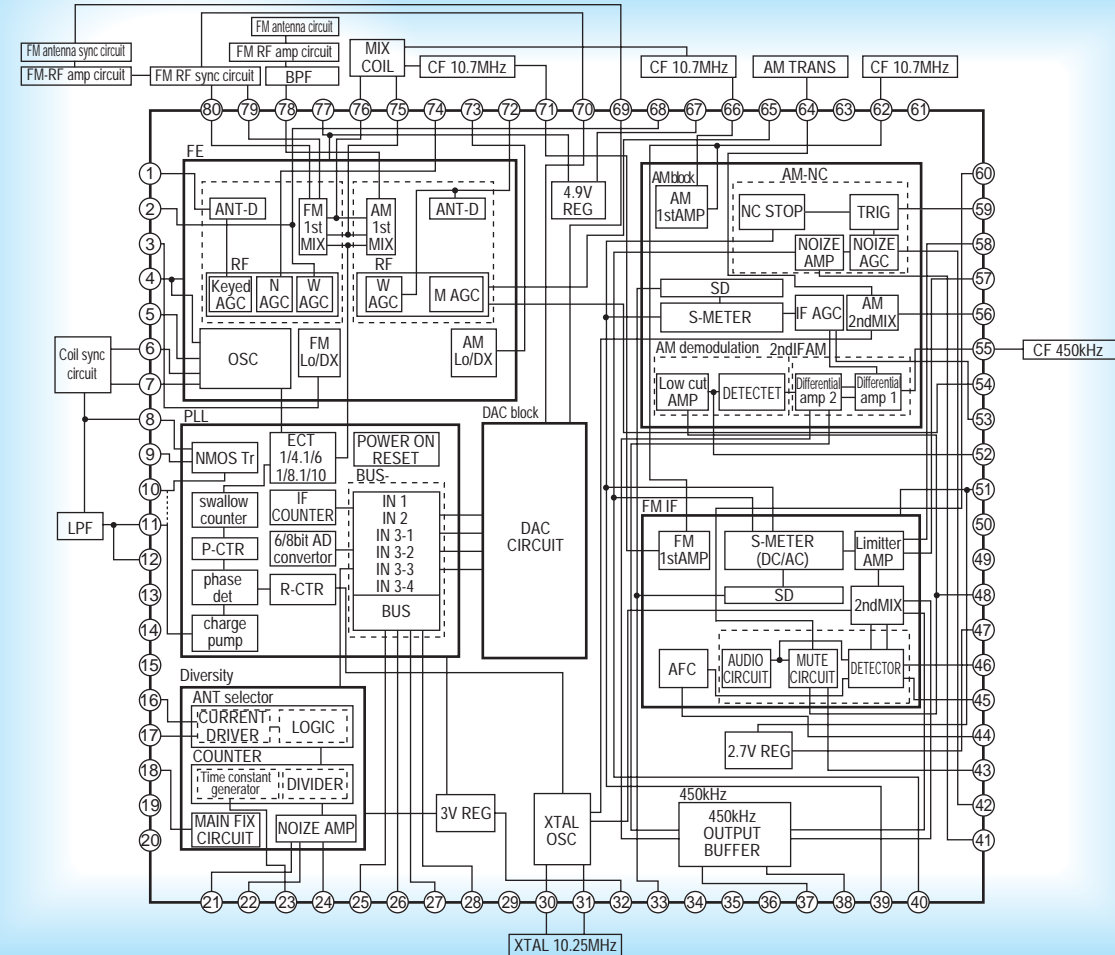 FM antenna circuit
FM antenna sync circuit
FM RF amp circuit
MIX
COIL
FM-RF amp circuit
FM RF sync circuit
BPF
CF 10.7MHz
CF 10.7MHz
AM TRANS
CF 10.7MHz
80
79
78
77
76
75
74
73
72
71
70
69
68
67
66
65
64
63
62
61
1
2
3
4
5
6
7
8
9
10
11
12
13
14
15
16
17
18
19
20
Coil sync
circuit
LPF
FE
ANT-D
FM
1st
MIX
AM
1st
MIX
ANT-D
RF
Keyed
AGC
N
AGC
W
AGC
RF
W
AGC
M AGC
OSC
FM
Lo/DX
AM
Lo/DX
4.9V
REG
PLL
NMOS Tr
ECT
1/4.1/6
1/8.1/10
POWER ON
RESET
BUS-
swallow
counter
IF
COUNTER
P-CTR
6/8bit AD
convertor
phase
det
R-CTR
charge
pump
IN 1
IN 2
IN 3-1
IN 3-2
IN 3-3
IN 3-4
BUS
DAC block
DAC
CIRCUIT
Diversity
ANT selector
CURRENT
DRIVER
LOGIC
COUNTER
Time constant
generator
DIVIDER
MAIN FIX
CIRCUIT
NOIZE AMP
3V REG
XTAL
OSC
AM block
AM
1stAMP
AM-NC
NC STOP
TRIG
NOIZE
AMP
NOIZE
AGC
SD
S-METER
IF AGC
AM
2ndMIX
AM demodulation
2ndIFAM
Low cut
AMP
DETECTET
Differential
amp 2
Differential
amp 1
FM IF
FM
1stAMP
S-METER
(DC/AC)
Limitter
AMP
SD
2ndMIX
AFC
AUDIO
CIRCUIT
MUTE
CIRCUIT
DETECTOR
2.7V REG
450kHz
450kHz
OUTPUT
BUFFER
60
59
58
57
56
55
CF 450kHz
54
53
52
51
50
49
48
47
46
45
44
43
42
41
21
22
23
24
25
26
27
28
29
30
31
32
33
34
35
36
37
38
39
40
XTAL 10.25MHz